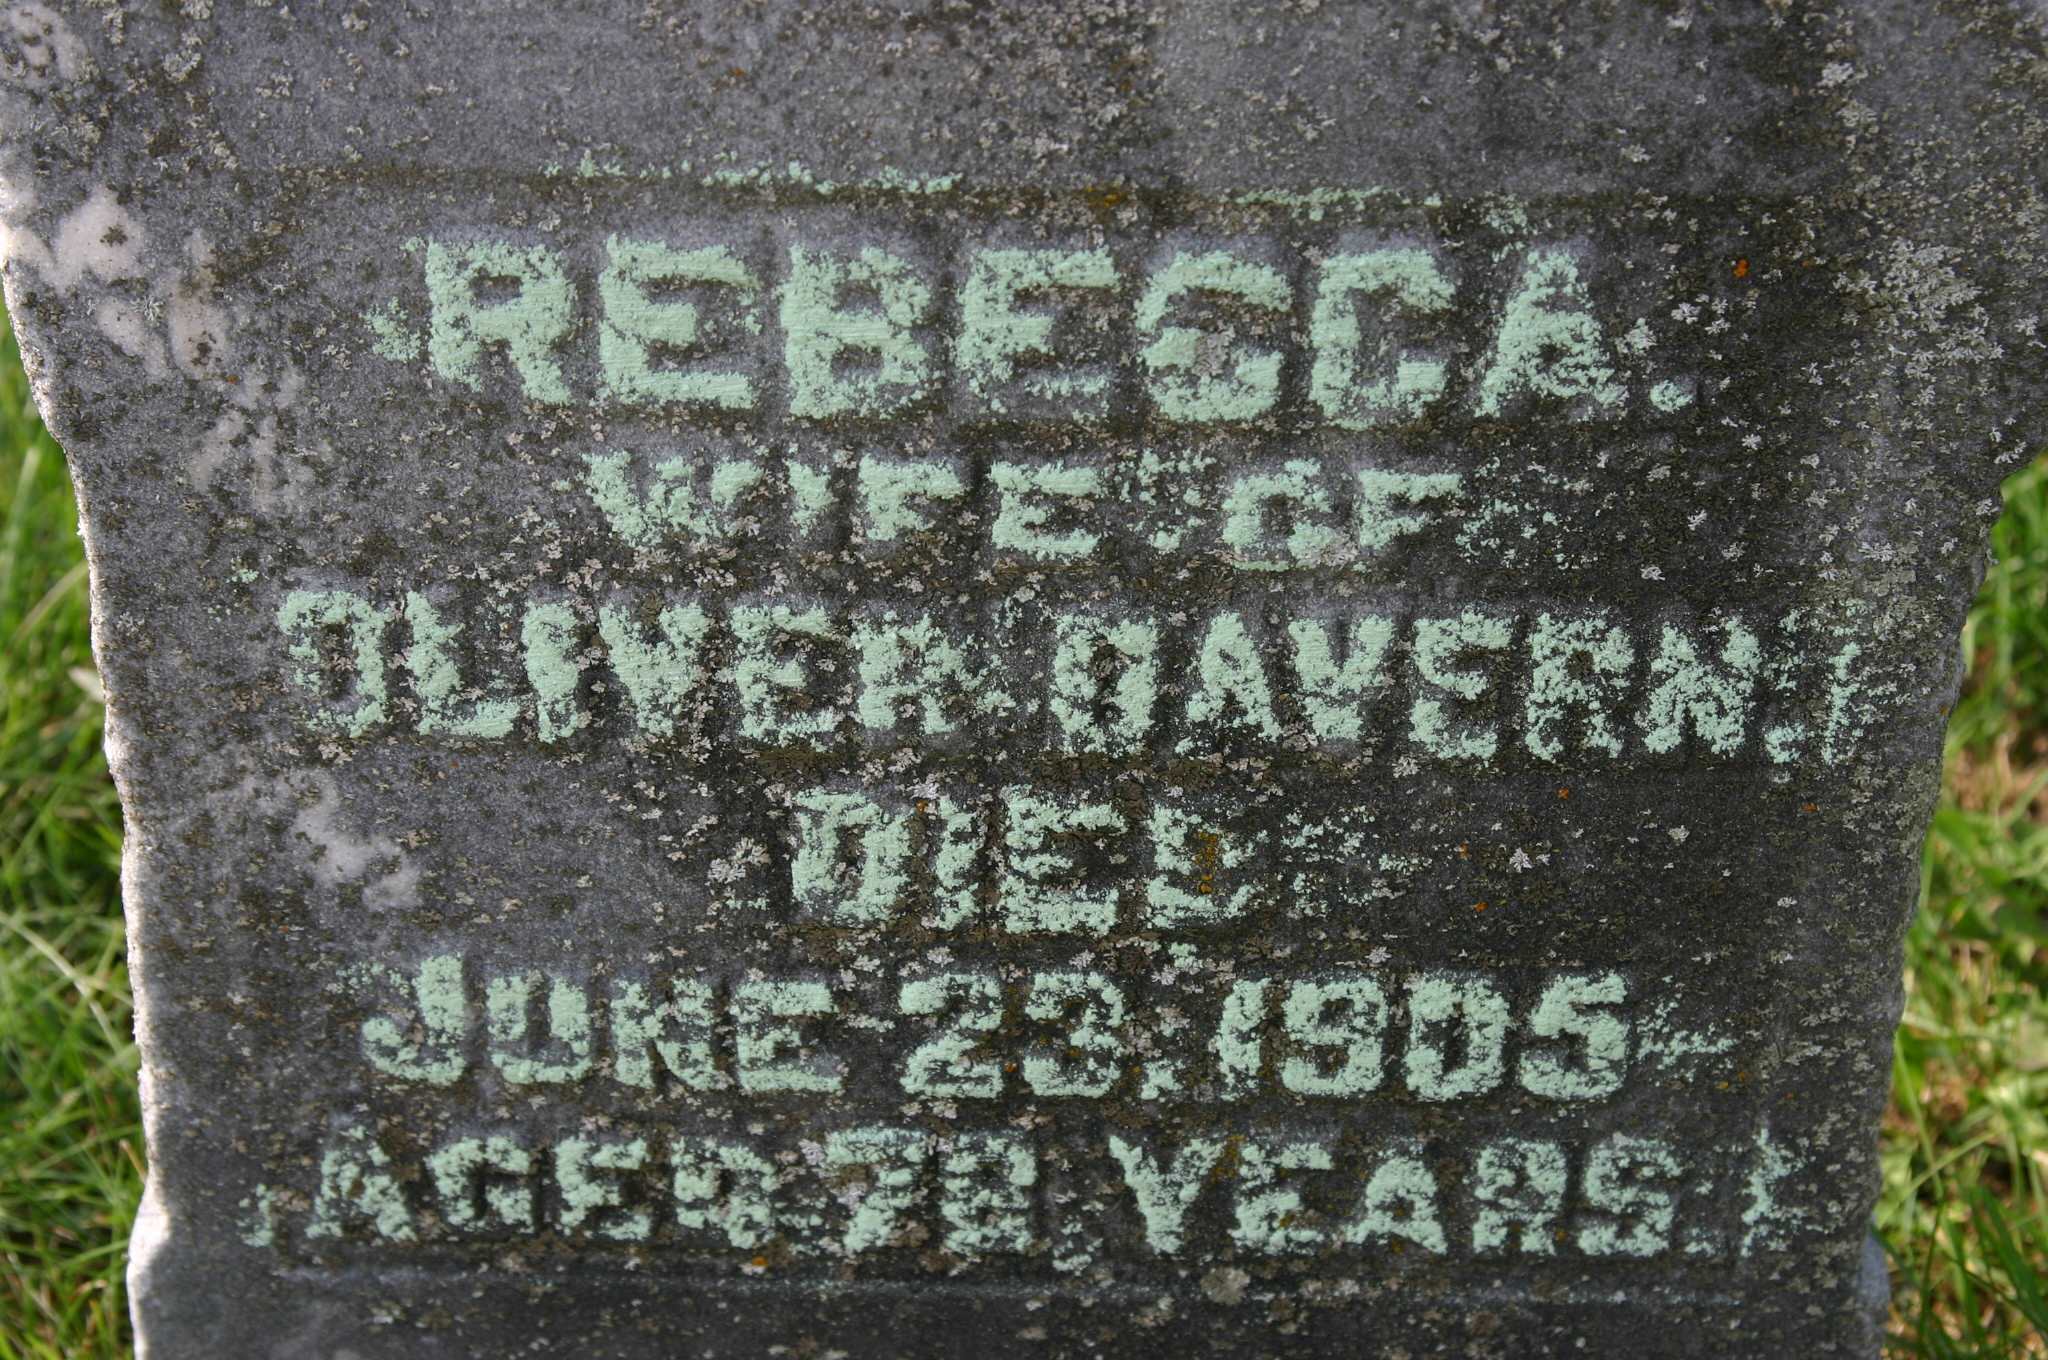 REBECCA.
WIFE OF
OLIVER DAVERN,
DIED
JUNE 23, 1905
AGED 78 YEARS